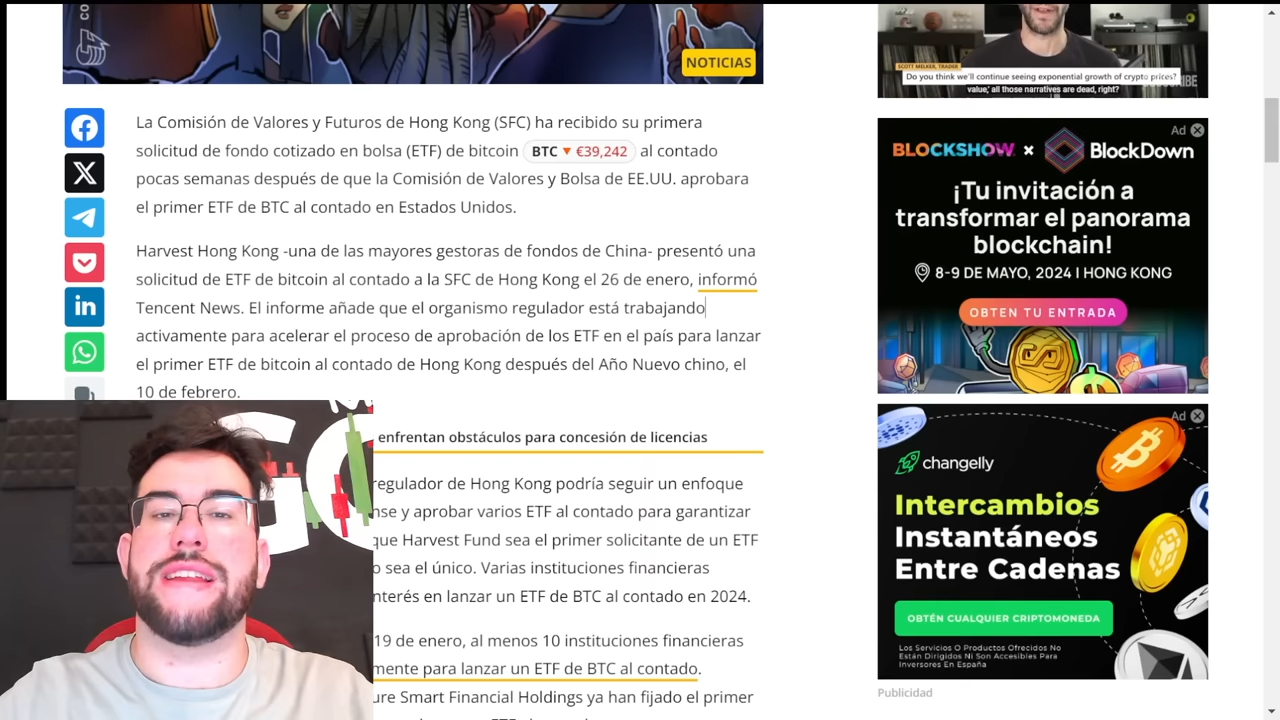 NOTICIAS
La Comisión de Valores y Futuros de Hong Kong (SFC) ha recibido su primera
solicitud de fondo cotizado en bolsa (ETF) de bitcoin BTC ▼ €39,242 al contado
pocas semanas después de que la Comisión de Valores y Bolsa de EE.UU. aprobara
el primer ETF de BTC al contado en Estados Unidos.
Harvest Hong Kong -una de las mayores gestoras de fondos de China- presentó una
solicitud de ETF de bitcoin al contado a la SFC de Hong Kong el 26 de enero, informó
Tencent News. El informe añade que el organismo regulador está trabajando
activamente para acelerar el proceso de aprobación de los ETF en el país para lanzar
el primer ETF de bitcoin al contado de Hong Kong después del Año Nuevo chino, el
10 de febrero.
enfrentan obstáculos para concesión de licencias
regulador de Hong Kong podría seguir un enfoque
nse y aprobar varios ETF al contado para garantizar
que Harvest Fund sea el primer solicitante de un ETF
o sea el único. Varias instituciones financieras
nterés en lanzar un ETF de BTC al contado en 2024.
19 de enero, al menos 10 instituciones financieras
mente para lanzar un ETF de BTC al contado.
ure Smart Financial Holdings ya han fijado el primer
SCOTT MELKER, TRADER
Do you think we'll continue seeing exponential growth of crypto prices?
value,' all those narratives are dead, right?
Ad
BLOCKSHOW. × BlockDown
¡Tu invitación a
transformar el panorama
blockchain!
8-9 DE MAYO, 2024 I HONG KONG
OBTEN TU ENTRADA
Ad
changelly
Intercambios
Instantáneos
Entre Cadenas
OBTÉN CUALQUIER CRIPTOMONEDA
Los Servicios O Productos Ofrecidos No
Están Dirigidos Ni Son Accesibles Para
Inversores En España
Publicidad